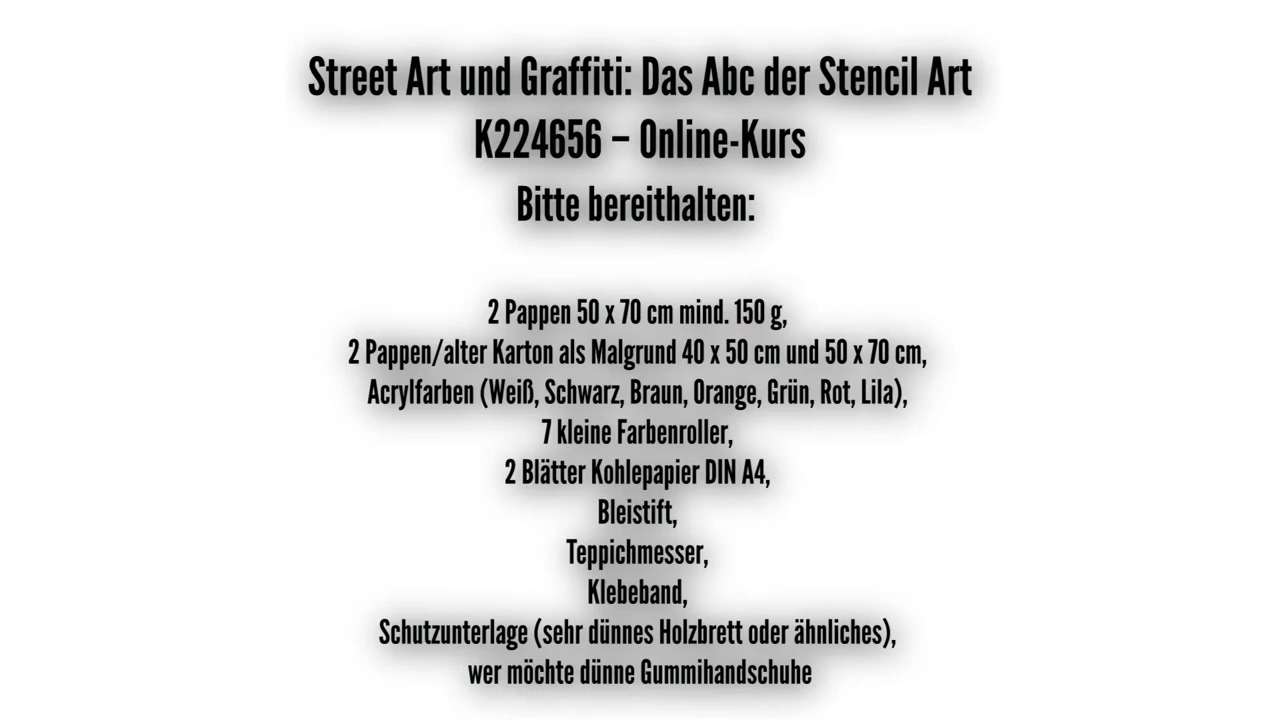 Street Art und Graffiti: Das Abc der Stencil Art
K224656 – Online-Kurs
Bitte bereithalten:
2 Pappen 50 x 70 cm mind. 150 g,
2 Pappen/alter Karton als Malgrund 40 x 50 cm und 50 x 70 cm,
Acrylfarben (Weiß, Schwarz, Braun, Orange, Grün, Rot, Lila),
7 kleine Farbenroller,
2 Blätter Kohlepapier DIN A4,
Bleistift,
Teppichmesser,
Klebeband,
Schutzunterlage (sehr dünnes Holzbrett oder ähnliches),
wer möchte dünne Gummihandschuhe